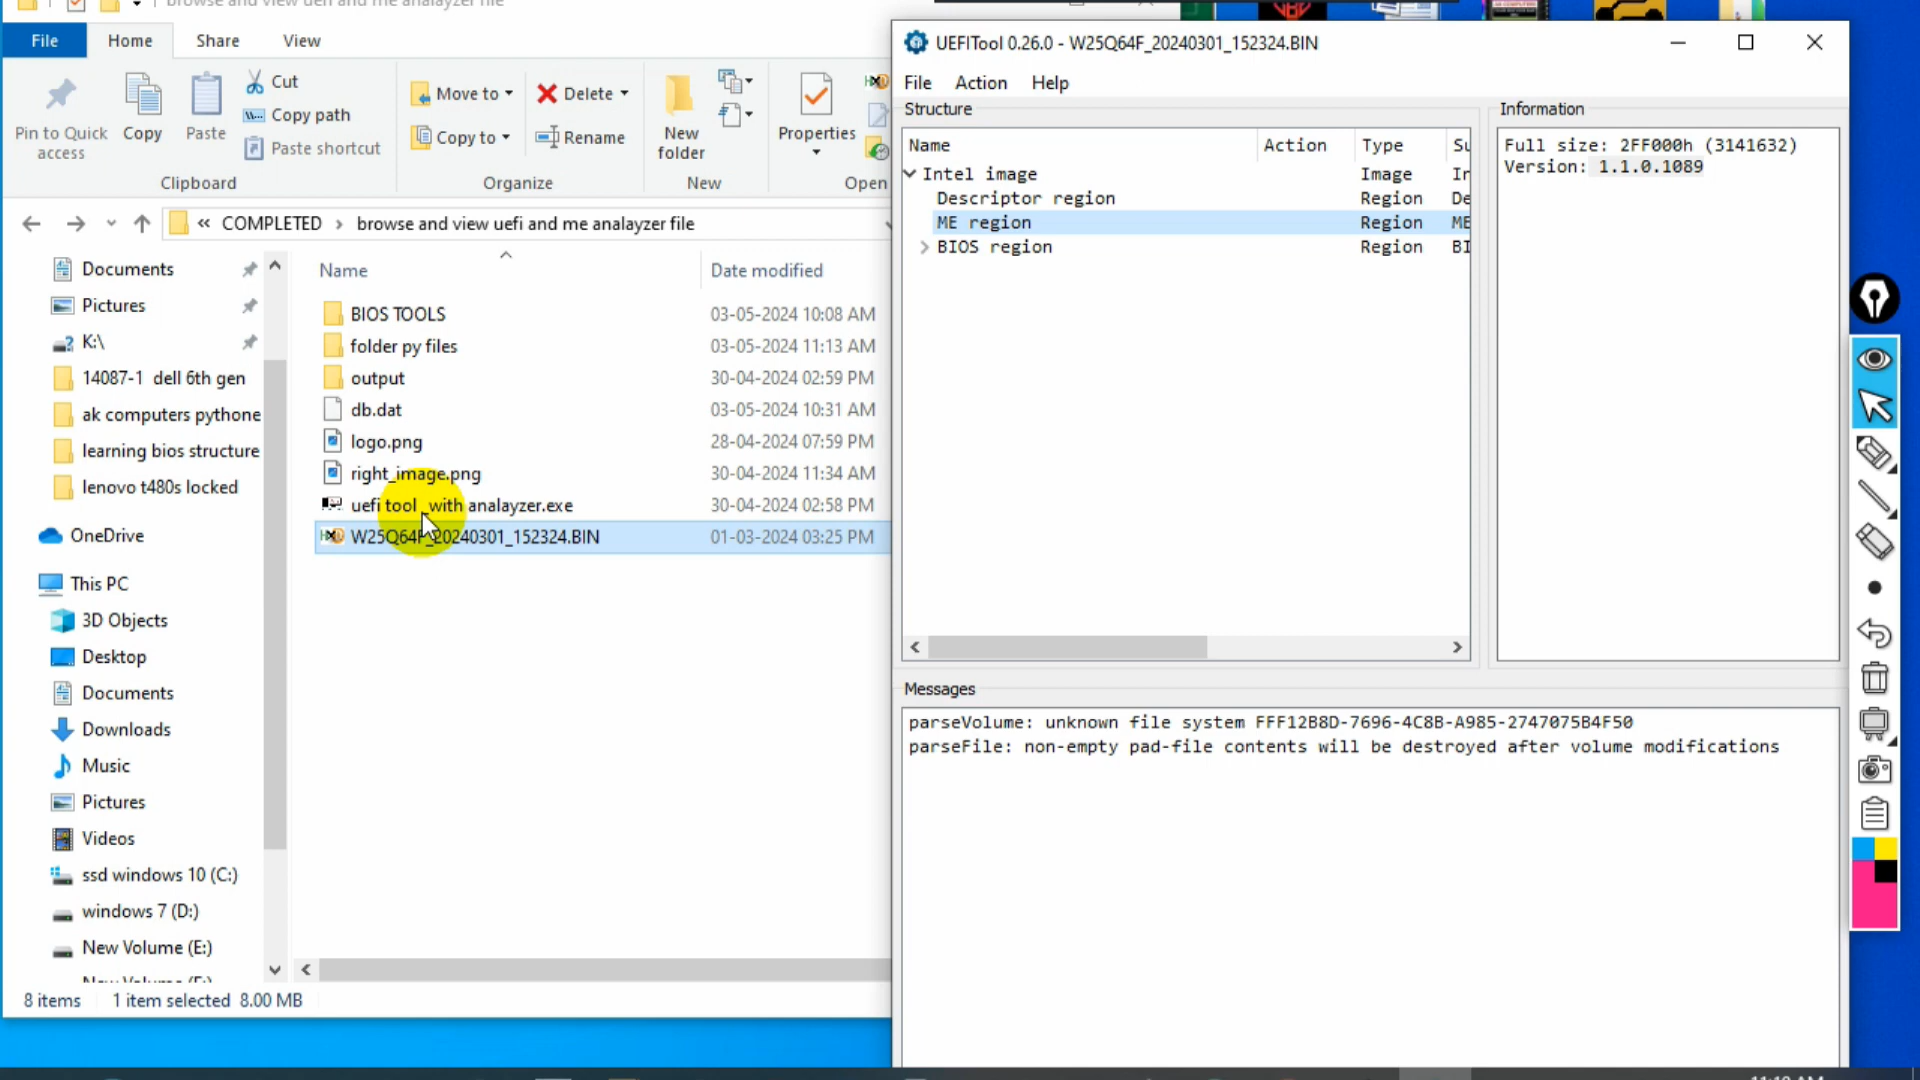 browse and view uefi and me analayzer file
File
Home
Share
View
Pin to Quick
access
Copy
Paste
Cut
Copy path
Paste shortcut
Clipboard
Move to
Copy to
Delete
Rename
Organize
New
folder
New
Properties
Open
« COMPLETED > browse and view uefi and me analayzer file
Documents
Pictures
K:\
14087-1 dell 6th gen
ak computers pythone
learning bios structure
lenovo t480s locked
OneDrive
This PC
3D Objects
Desktop
Documents
Downloads
Music
Pictures
Videos
ssd windows 10 (C:)
windows 7 (D:)
New Volume (E:)
Name Date modified
BIOS TOOLS 03-05-2024 10:08 AM
folder py files 03-05-2024 11:13 AM
output 30-04-2024 02:59 PM
db.dat 03-05-2024 10:31 AM
logo.png 28-04-2024 07:59 PM
right_image.png 30-04-2024 11:34 AM
uefi tool with analayzer.exe 30-04-2024 02:58 PM
W25Q64F_20240301_152324.BIN 01-03-2024 03:25 PM
8 items 1 item selected 8.00 MB
UEFITool 0.26.0 - W25Q64F_20240301_152324.BIN
File Action Help
Structure
Name Action Type Su
Intel image Image In
Descriptor region Region De
ME region Region ME
BIOS region Region BI
Information
Full size: 2FF000h (3141632)
Version: 1.1.0.1089
Messages
parseVolume: unknown file system FFF12B8D-7696-4C8B-A985-2747075B4F50
parseFile: non-empty pad-file contents will be destroyed after volume modifications